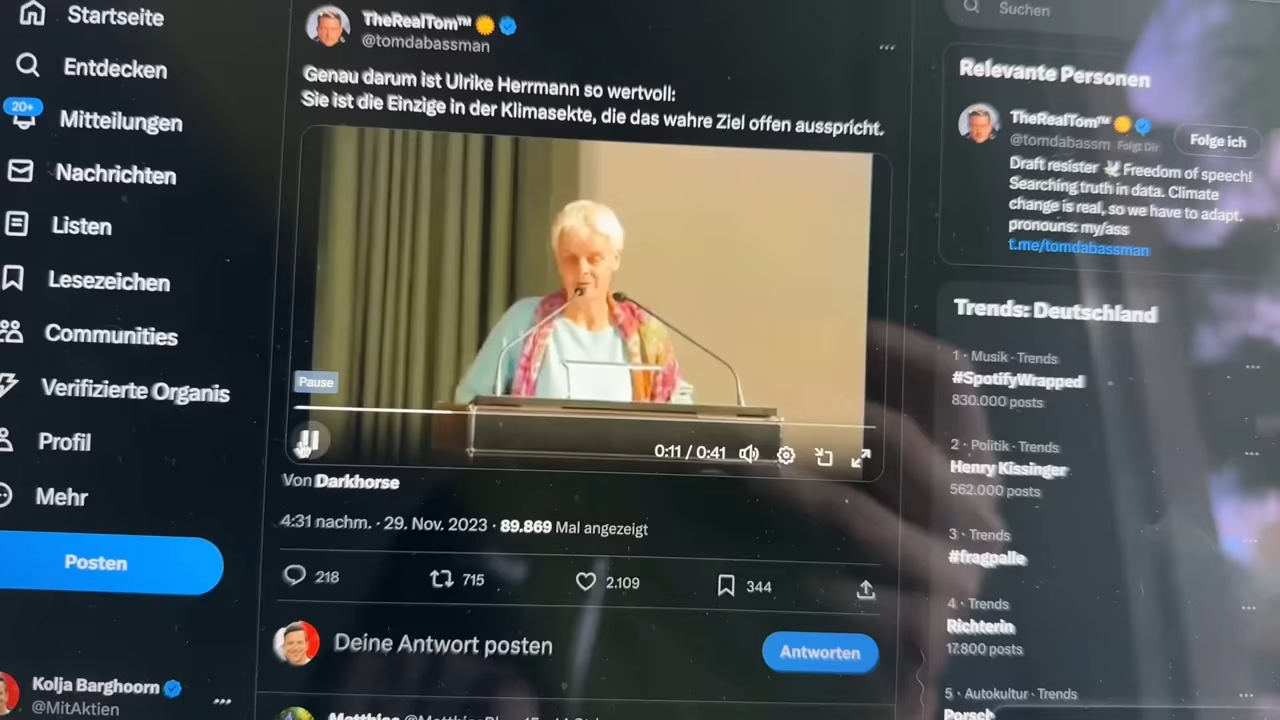 Startseite
Entdecken
20+
Mitteilungen
Nachrichten
Listen
Lesezeichen
Communities
Verifizierte Organis
Profil
Mehr
Posten
Kolja Barghoorn
@MitAktien
TheRealTom™
@tomdabassman
Genau darum ist Ulrike Herrmann so wertvoll:
Sie ist die Einzige in der Klimasekte, die das wahre Ziel offen ausspricht.
Pause
0:11 / 0:41
Von Darkhorse
4:31 nachm. · 29. Nov. 2023 · 89.869 Mal angezeigt
218 715 2.109 344
Deine Antwort posten
Antworten
Suchen
Relevante Personen
TheRealTom™
@tomdabassm Folgt Dir
Folge ich
Draft resister Freedom of speech!
Searching truth in data. Climate
change is real, so we have to adapt.
pronouns: my/ass
t.me/tomdabassman
Trends: Deutschland
1 · Musik · Trends
#SpotifyWrapped
830.000 posts
2 · Politik · Trends
Henry Kissinger
562.000 posts
3 · Trends
#fragpalle
4 · Trends
Richterin
17.800 posts
5 · Autokultur · Trends
Porsch